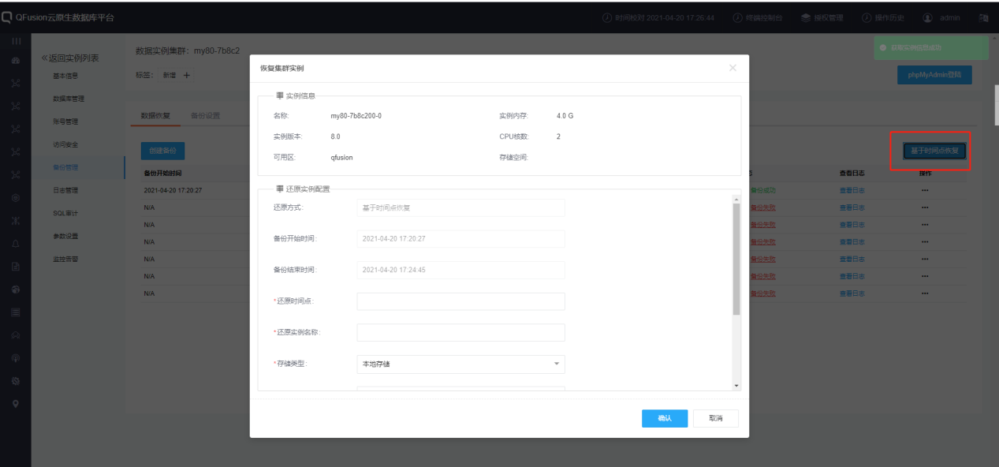 QFusion云原生数据库平台
时间校对 2021-04-20 17:26:44 终端控制台 授权管理 操作历史 admin
«返回实例列表
基本信息
数据库管理
账号管理
访问安全
备份管理
日志管理
SQL审计
参数设置
监控告警
数据实例集群：my80-7b8c2
标签： 新增 +
获取实例信息成功
phpMyAdmin登陆
数据恢复 备份设置
创建备份
基于时间点恢复
备份开始时间 查看日志 操作
2021-04-20 17:20:27 备份成功 查看日志 •••
N/A 备份失败 查看日志 •••
N/A 备份失败 查看日志 •••
N/A 备份失败 查看日志 •••
N/A 备份失败 查看日志 •••
N/A 备份失败 查看日志 •••
N/A 备份失败 查看日志 •••
恢复集群实例
实例信息
名称: my80-7b8c200-0 实例内存: 4.0 G
实例版本: 8.0 CPU核数: 2
可用区: qfusion 存储空间:
还原实例配置
还原方式: 基于时间点恢复
备份开始时间: 2021-04-20 17:20:27
备份结束时间: 2021-04-20 17:24:45
*还原时间点:
*还原实例名称:
*存储类型: 本地存储
确认 取消